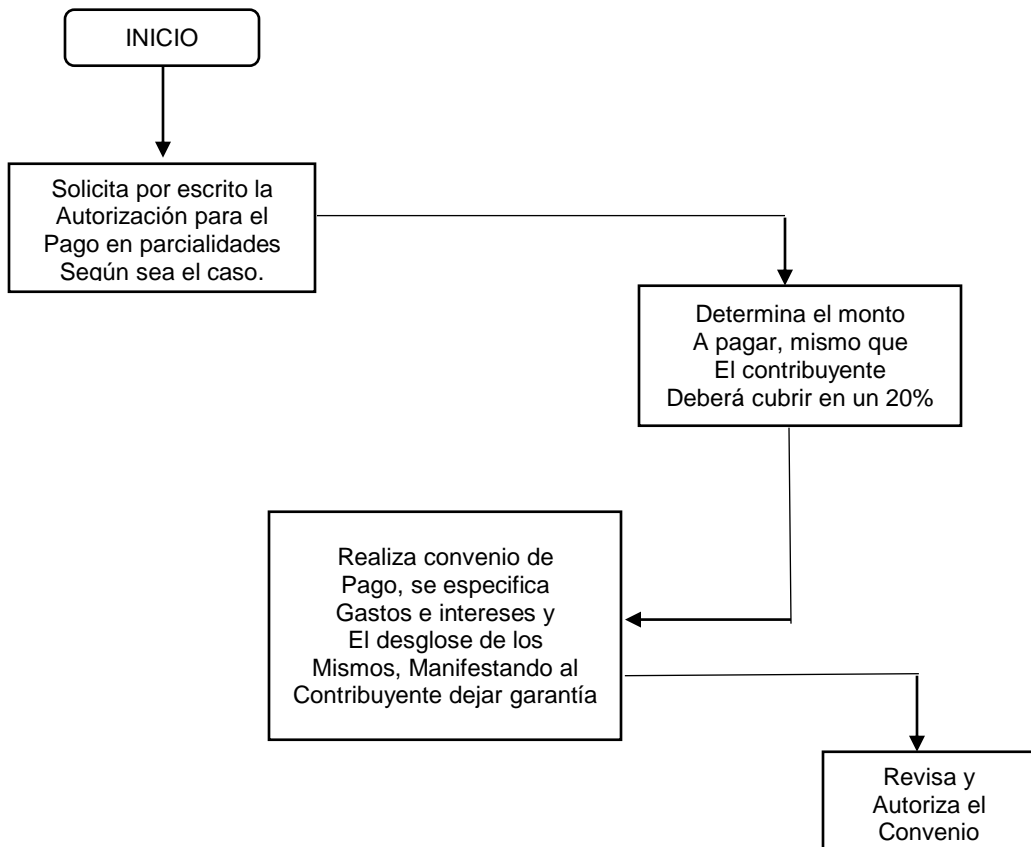 INICIO
Solicita por escrito la
Autorización para el
Pago en parcialidades
Según sea el caso.
Determina el monto
A pagar, mismo que
El contribuyente
Deberá cubrir en un 20%
Realiza convenio de
Pago, se especifica
Gastos e intereses y
El desglose de los
Mismos, Manifestando al
Contribuyente dejar garantía
Revisa y
Autoriza el
Convenio